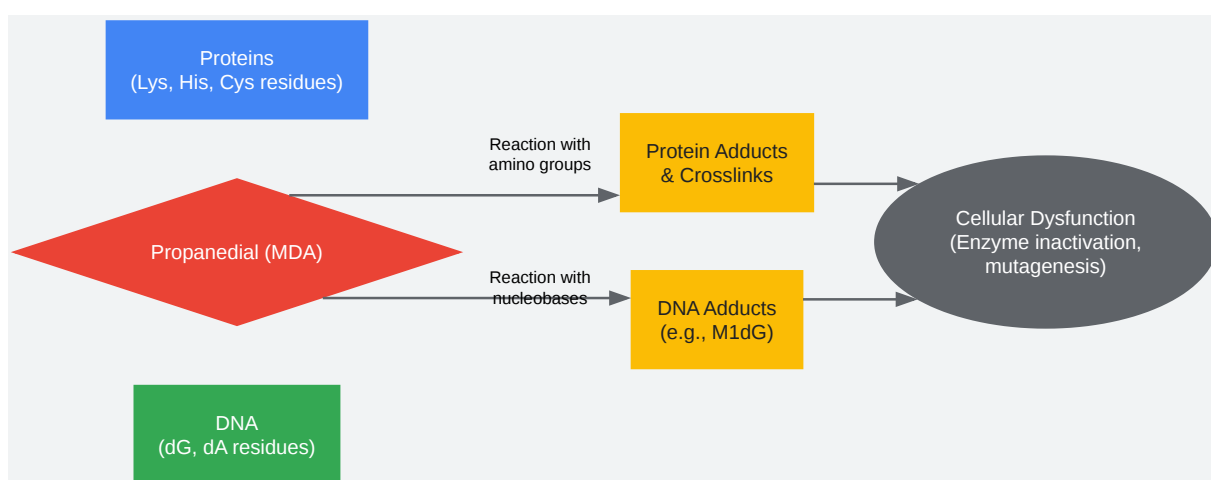 Proteins
(Lys, His, Cys residues)
Reaction with
amino groups
Protein Adducts
& Crosslinks
Propanedial (MDA)
Cellular Dysfunction
(Enzyme inactivation,
mutagenesis)
Reaction with
nucleobases
DNA Adducts
(e.g., M1dG)
DNA
(dG, dA residues)